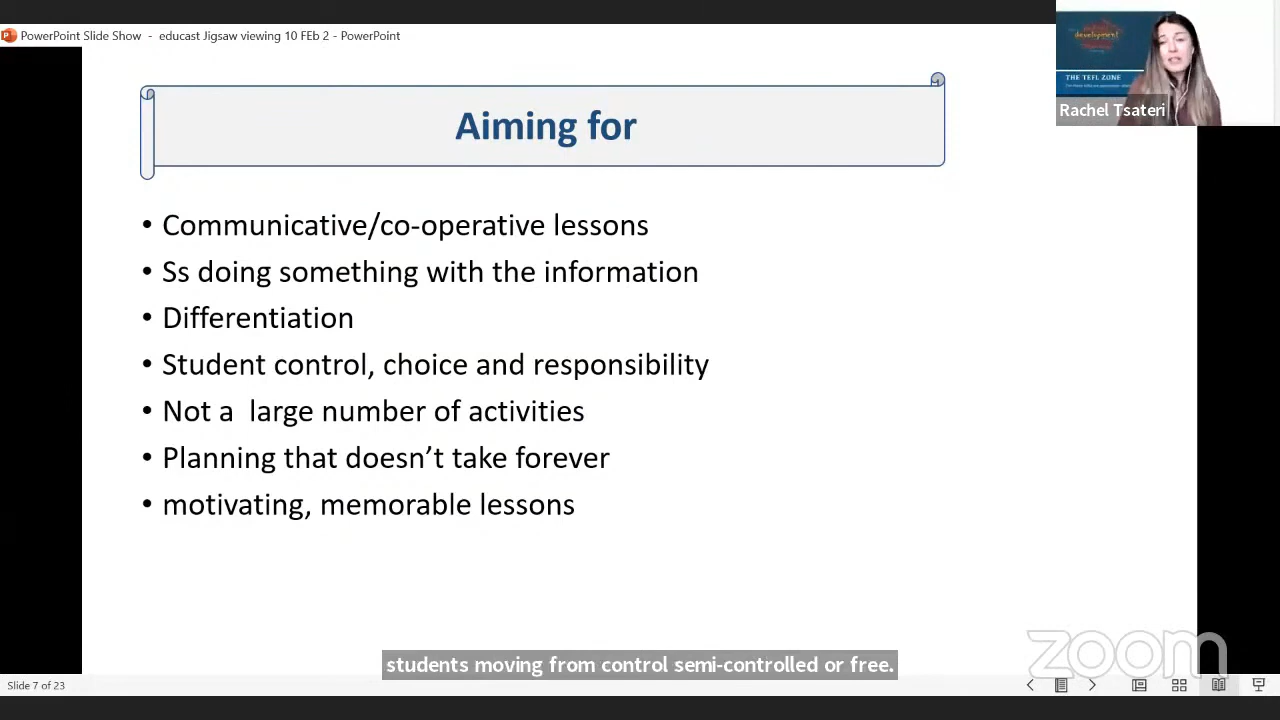 PowerPoint Slide Show - educast Jigsaw viewing 10 FEb 2 - PowerPoint
development
THE TEFL ZONE
Rachel Tsateri
Aiming for
• Communicative/co-operative lessons
• Ss doing something with the information
• Differentiation
• Student control, choice and responsibility
• Not a  large number of activities
• Planning that doesn’t take forever
• motivating, memorable lessons
students moving from control semi-controlled or free.
zoom
Slide 7 of 23